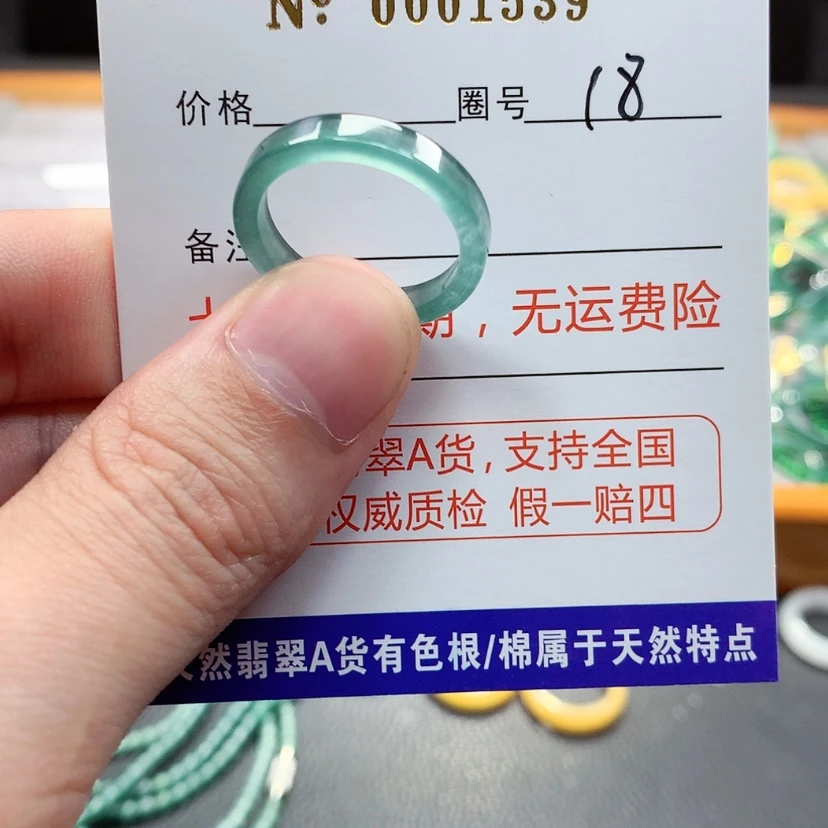 Nº 0001539
价格 圈号 18
备注
期，无运费险
翠A货，支持全国
权威质检 假一赔四
天然翡翠A货有色根/棉属于天然特点